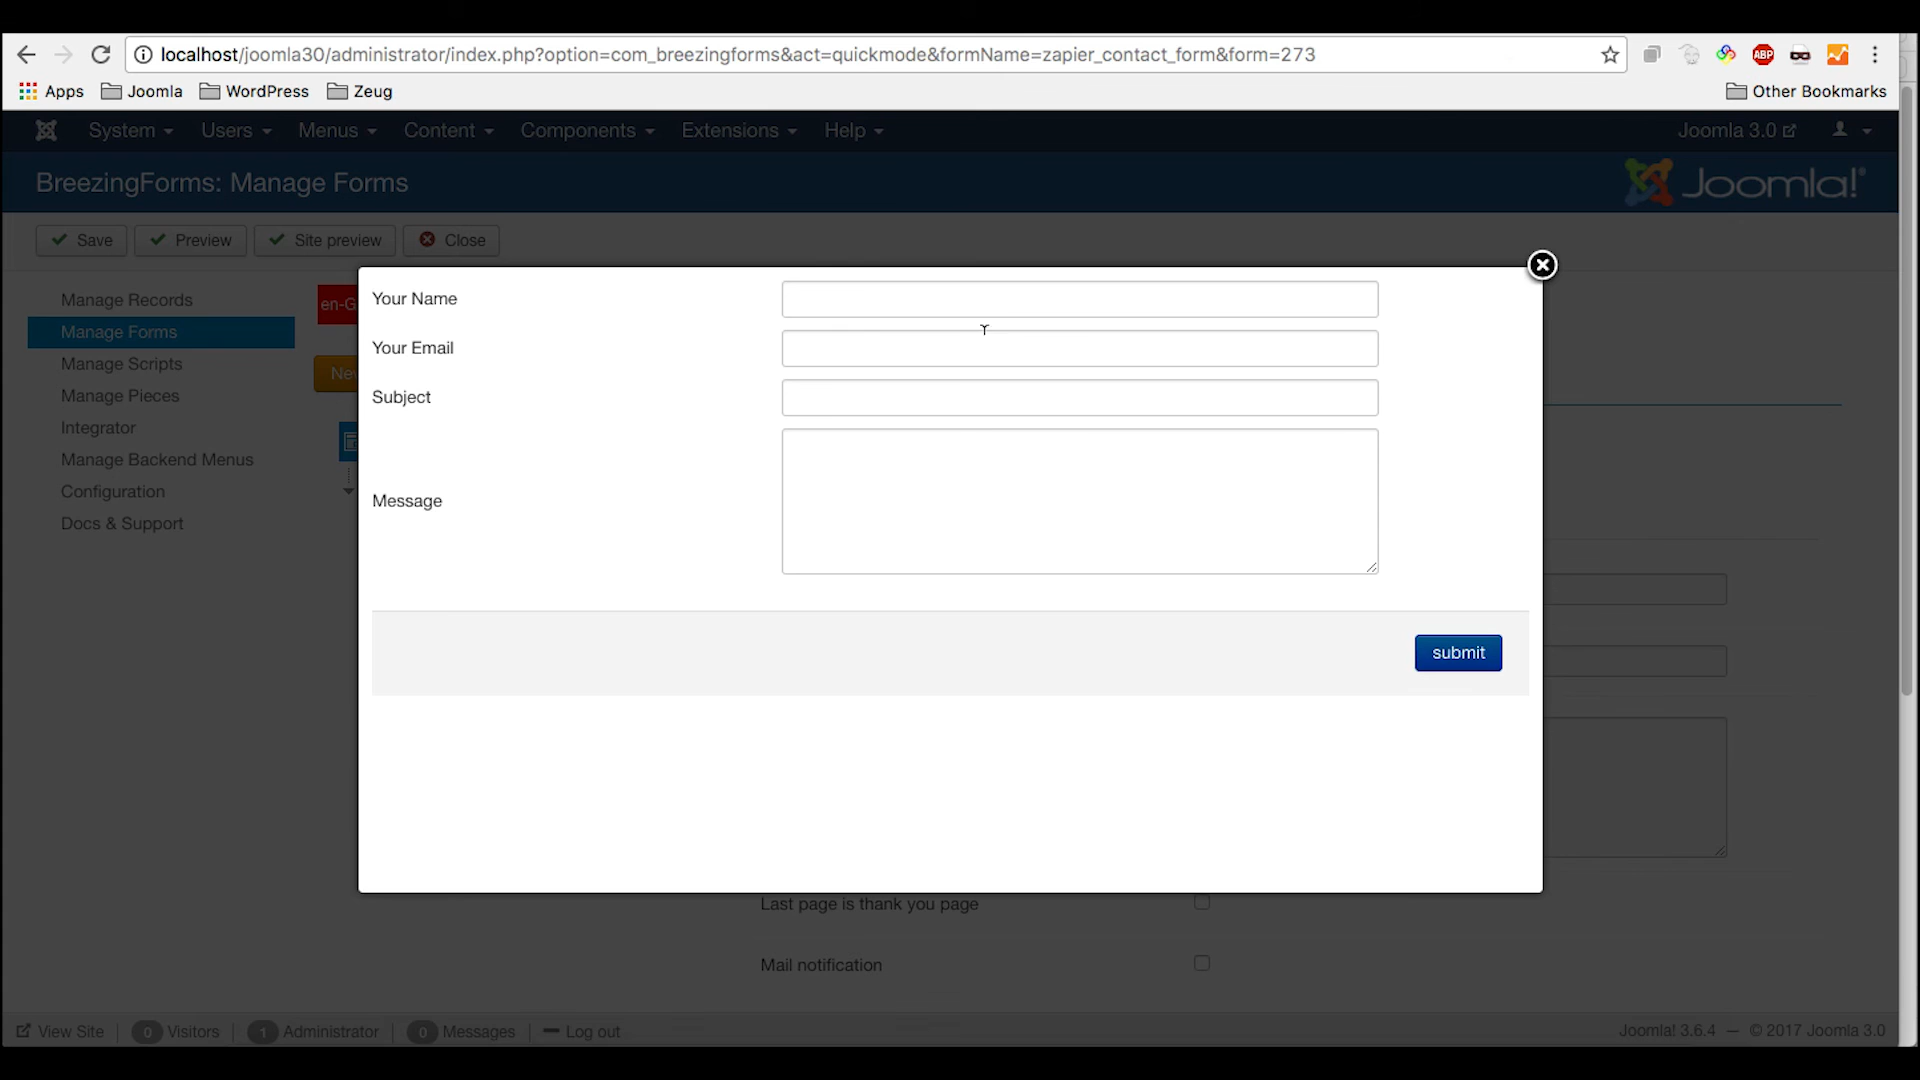 localhost/joomla30/administrator/index.php?option=com_breezingforms&act=quickmode&formName=zapier_contact_form&form=273
ABP
Apps Joomla WordPress Zeug Other Bookmarks
System Users Menus Content Components Extensions Help Joomla 3.0
BreezingForms: Manage Forms Joomla!®
Save Preview Site preview Close
Manage Records
Manage Forms
Manage Scripts
Manage Pieces
Integrator
Manage Backend Menus
Configuration
Docs & Support
en-G
Nev
Your Name
Your Email
Subject
Message
submit
Last page is thank you page
Mail notification
View Site 0 Visitors 1 Administrator 0 Messages Log out Joomla! 3.6.4 — © 2017 Joomla 3.0